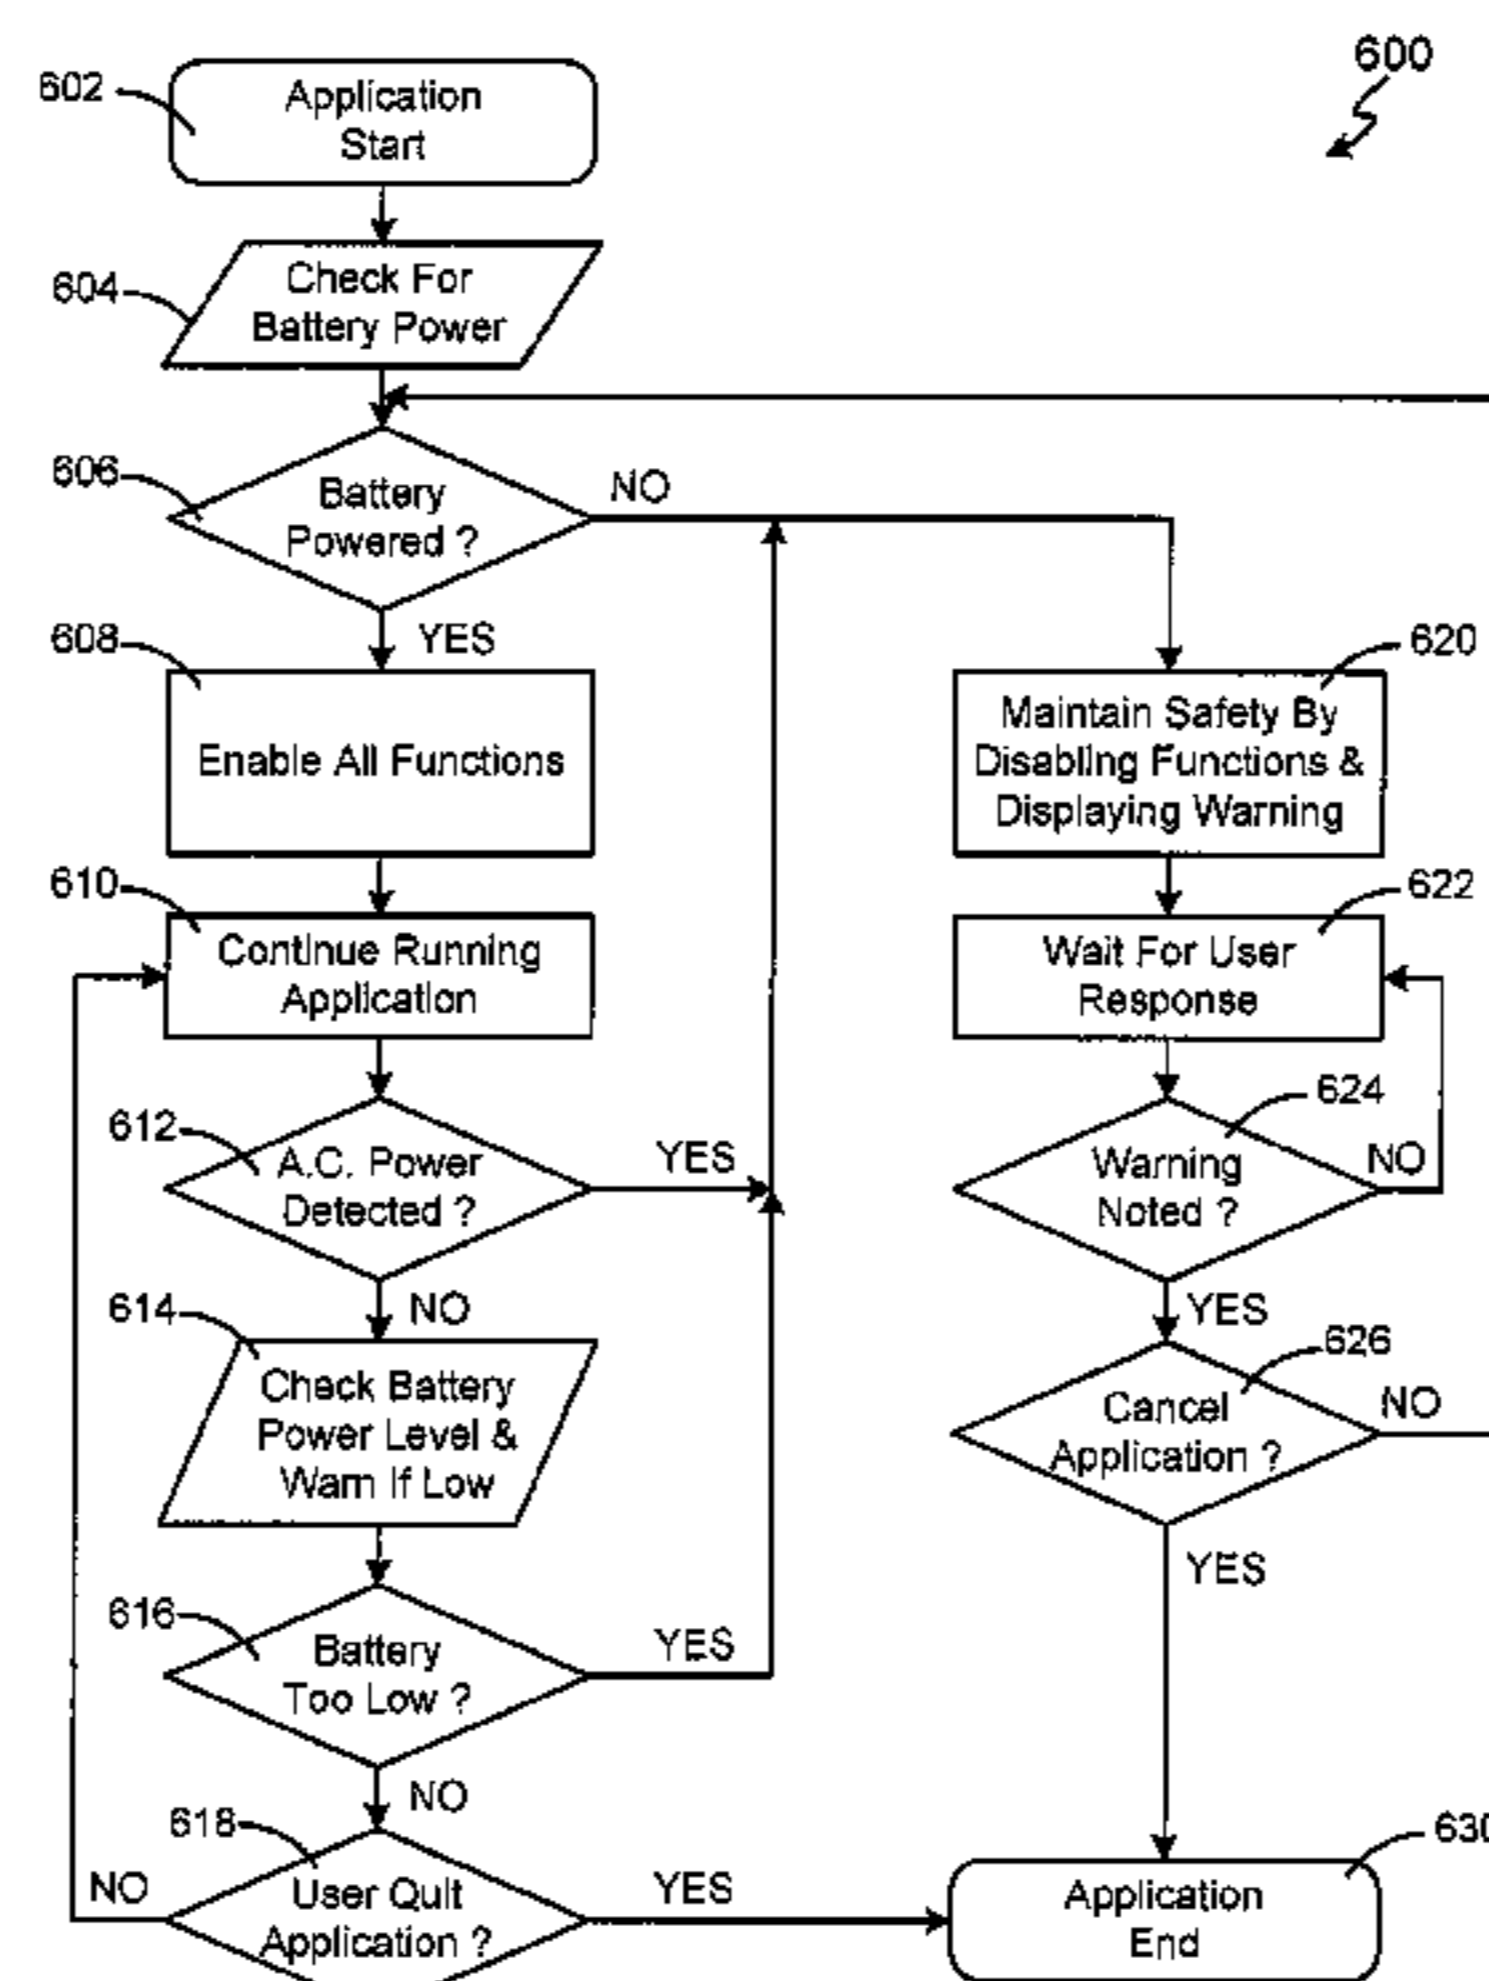 600
602
Application
Start
604
Check For
Battery Power
606
Battery
Powered ?
NO
YES
608
Enable All Functions
620
Maintain Safety By
Disabling Functions &
Displaying Warning
610
Continue Running
Application
622
Wait For User
Response
612
A.C. Power
Detected ?
YES
NO
624
Warning
Noted ?
NO
YES
614
Check Battery
Power Level &
Warn If Low
626
Cancel
Application ?
NO
YES
616
Battery
Too Low ?
YES
NO
618
User Quit
Application ?
NO
YES
630
Application
End